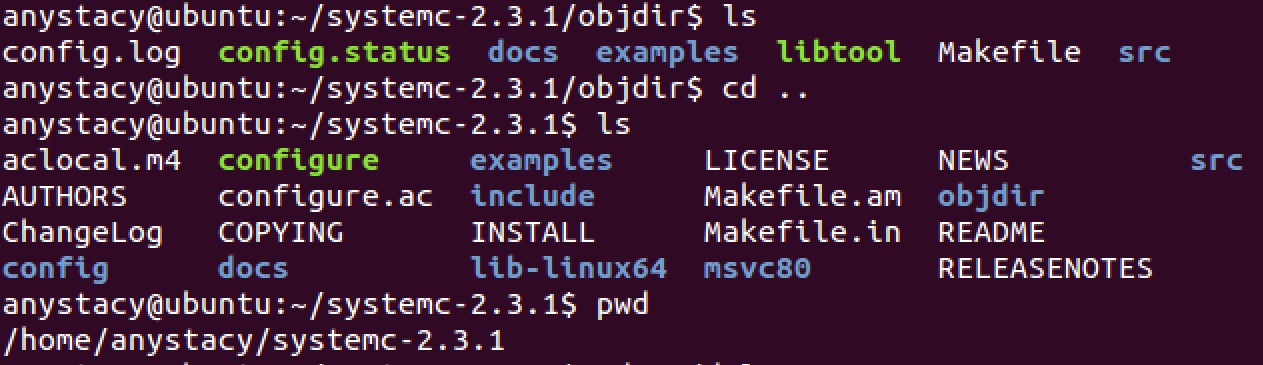 anystacy@ubuntu:~/systemc-2.3.1/objdir$ ls
config.log  config.status  docs  examples  libtool  Makefile  src
anystacy@ubuntu:~/systemc-2.3.1/objdir$ cd ..
anystacy@ubuntu:~/systemc-2.3.1$ ls
aclocal.m4  configure     examples     LICENSE      NEWS          src
AUTHORS     configure.ac  include      Makefile.am  objdir
ChangeLog   COPYING       INSTALL      Makefile.in  README
config      docs          lib-linux64  msvc80       RELEASENOTES
anystacy@ubuntu:~/systemc-2.3.1$ pwd
/home/anystacy/systemc-2.3.1